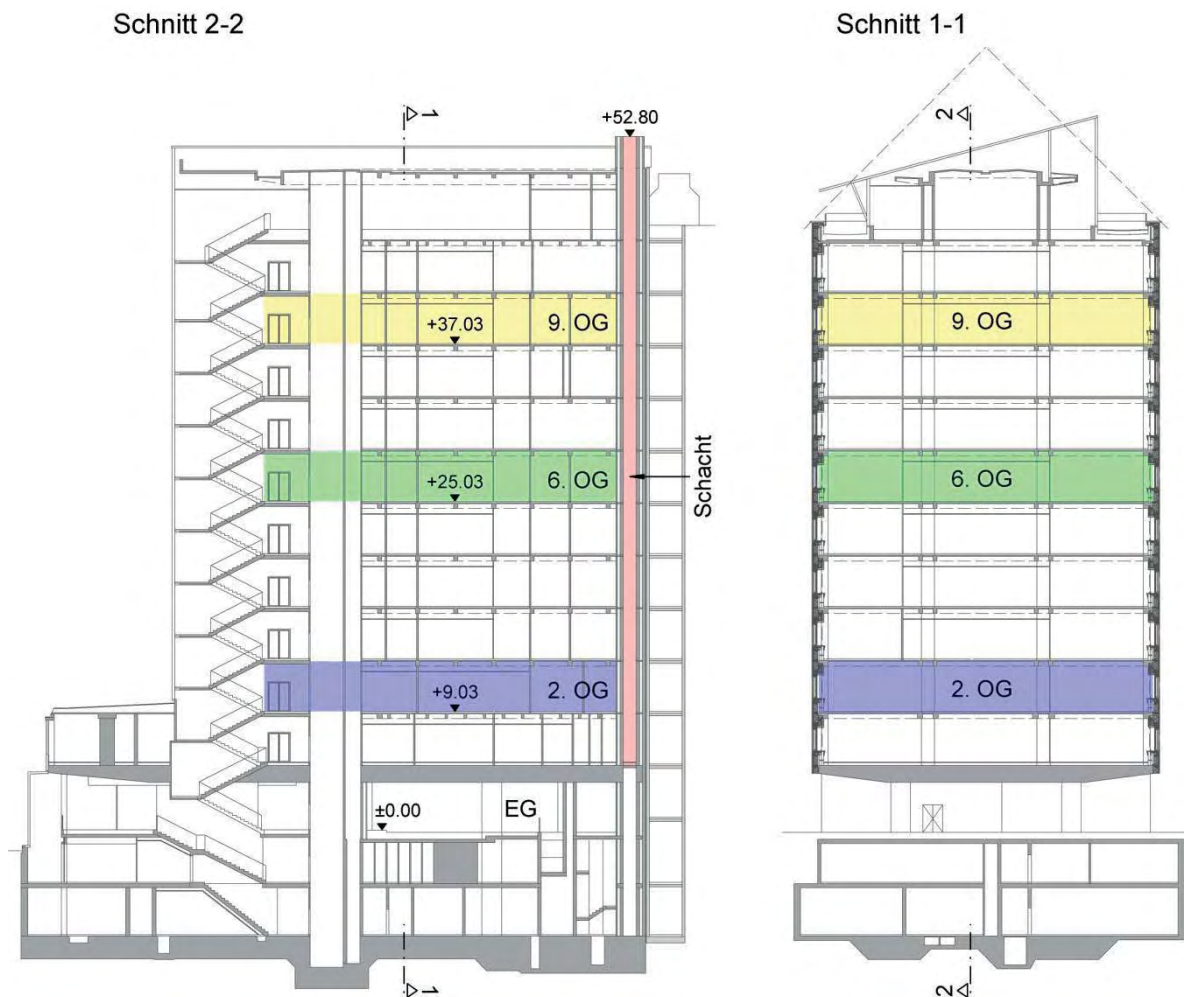 Schnitt 2-2
Schnitt 1-1
1
2
+52.80
+37.03
9. OG
9. OG
+25.03
6. OG
6. OG
Schacht
+9.03
2. OG
2. OG
±0.00
EG
1
2